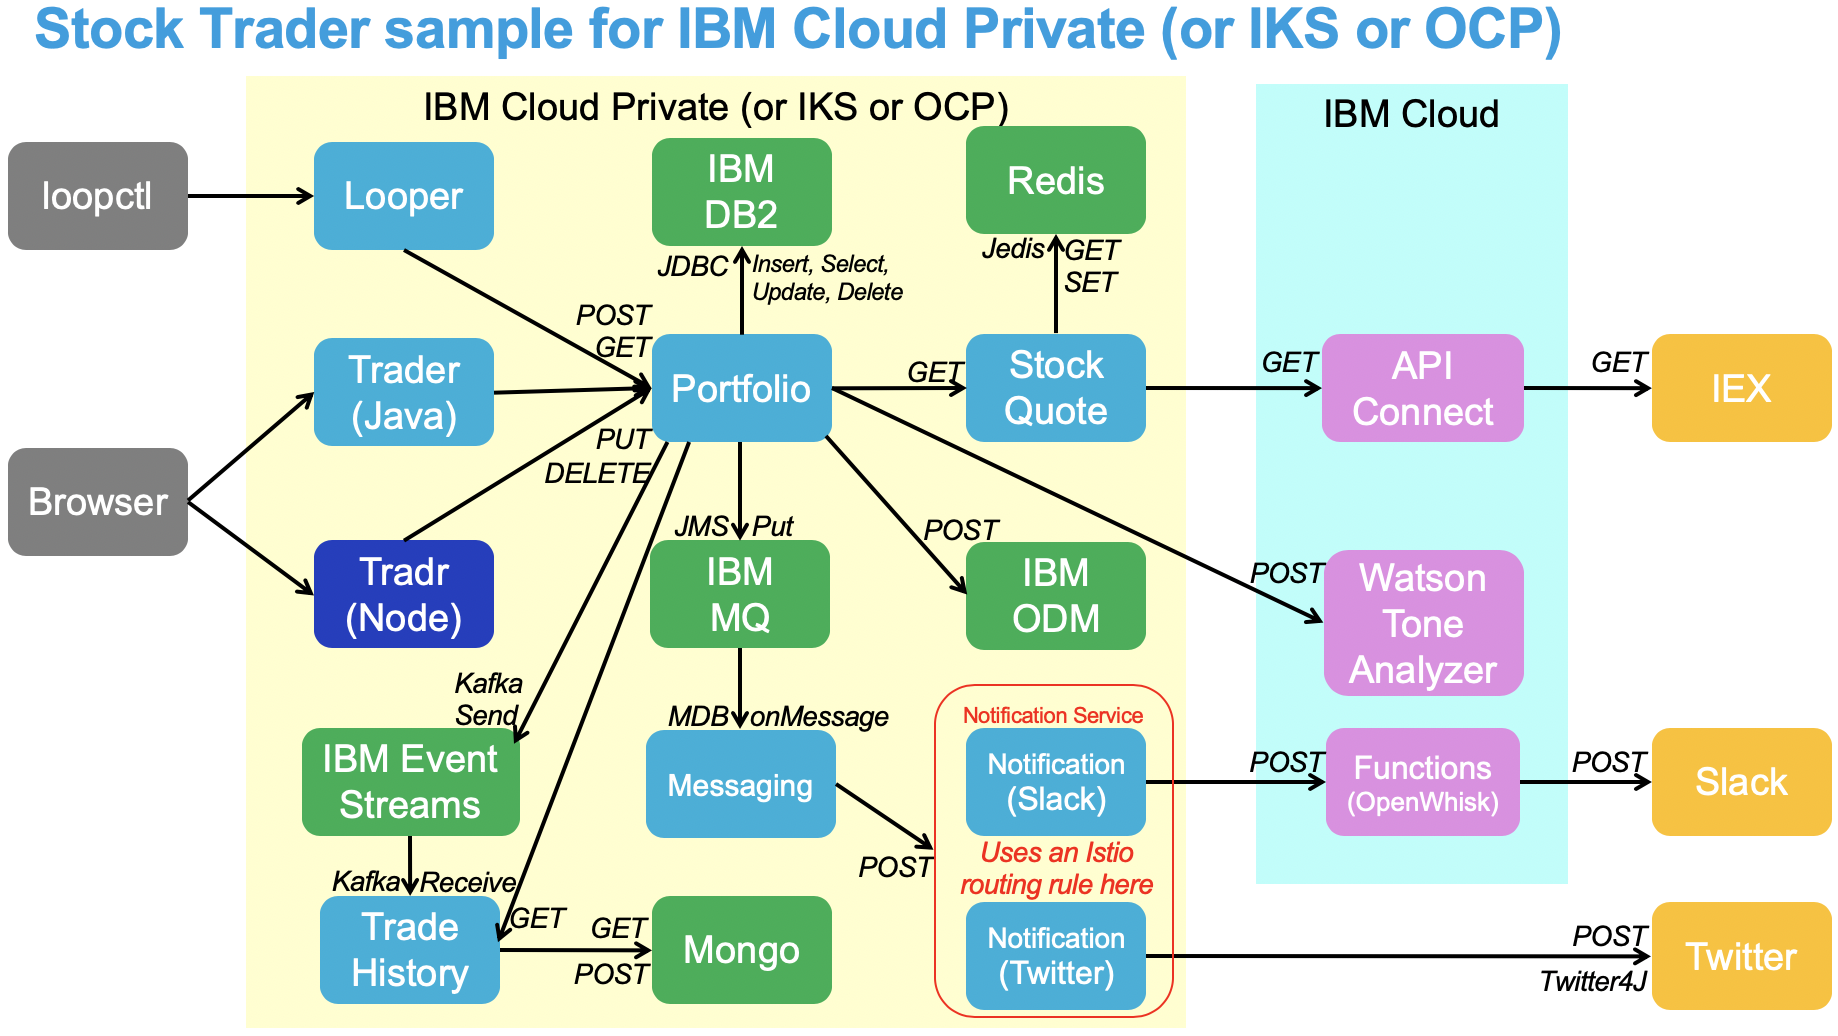 Stock Trader sample for IBM Cloud Private (or IKS or OCP)
IBM Cloud Private (or IKS or OCP)
IBM Cloud
loopctl
Looper
IBM
DB2
Redis
JDBC
Insert, Select,
Update, Delete
Jedis
GET
SET
POST
GET
Trader
(Java)
Portfolio
GET
Stock
Quote
GET
API
Connect
GET
IEX
PUT
DELETE
Browser
Tradr
(Node)
JMS
Put
IBM
MQ
POST
IBM
ODM
POST
Watson
Tone
Analyzer
Kafka
Send
MDB
onMessage
Notification Service
IBM Event
Streams
Messaging
Notification
(Slack)
POST
Functions
(OpenWhisk)
POST
Slack
POST
Uses an Istio
routing rule here
Kafka
Receive
Trade
History
GET
GET
POST
Mongo
Notification
(Twitter)
POST
Twitter4J
Twitter